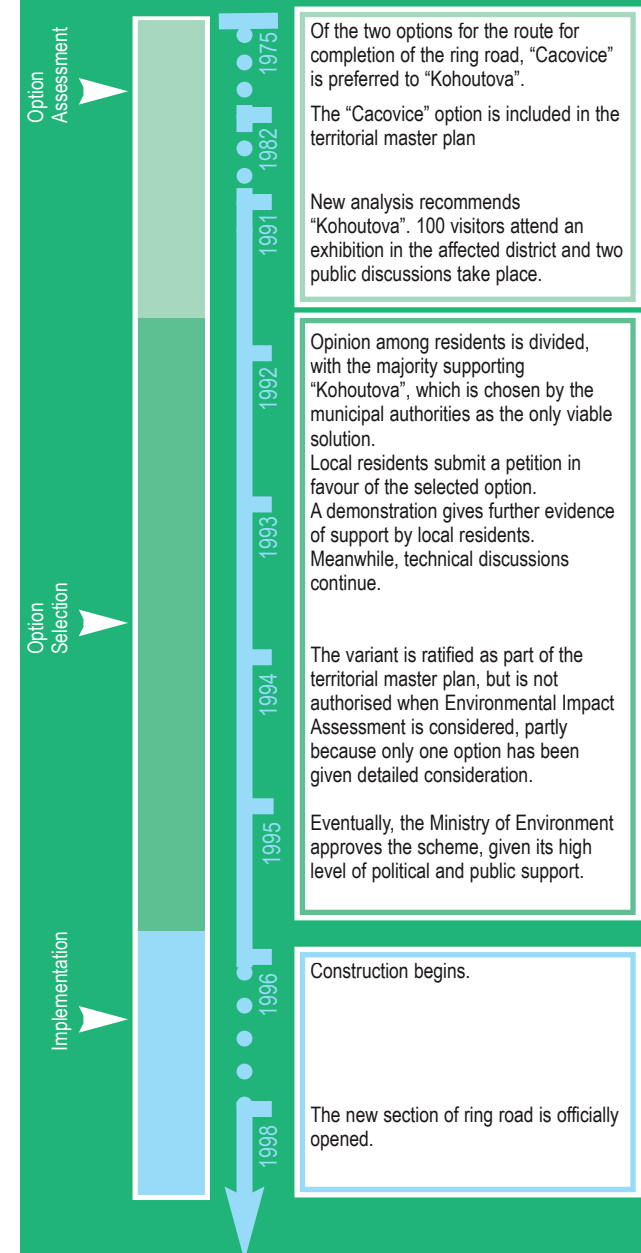 Option
Assessment
1975
Of the two options for the route for
completion of the ring road, “Cacovice”
is preferred to “Kohoutova”.
1982
The “Cacovice” option is included in the
territorial master plan
1991
New analysis recommends
“Kohoutova”. 100 visitors attend an
exhibition in the affected district and two
public discussions take place.
Option
Selection
1992
Opinion among residents is divided,
with the majority supporting
“Kohoutova”, which is chosen by the
municipal authorities as the only viable
solution.
Local residents submit a petition in
favour of the selected option.
1993
A demonstration gives further evidence
of support by local residents.
Meanwhile, technical discussions
continue.
1994
The variant is ratified as part of the
territorial master plan, but is not
authorised when Environmental Impact
Assessment is considered, partly
because only one option has been
given detailed consideration.
1995
Eventually, the Ministry of Environment
approves the scheme, given its high
level of political and public support.
Implementation
1996
Construction begins.
1998
The new section of ring road is officially
opened.